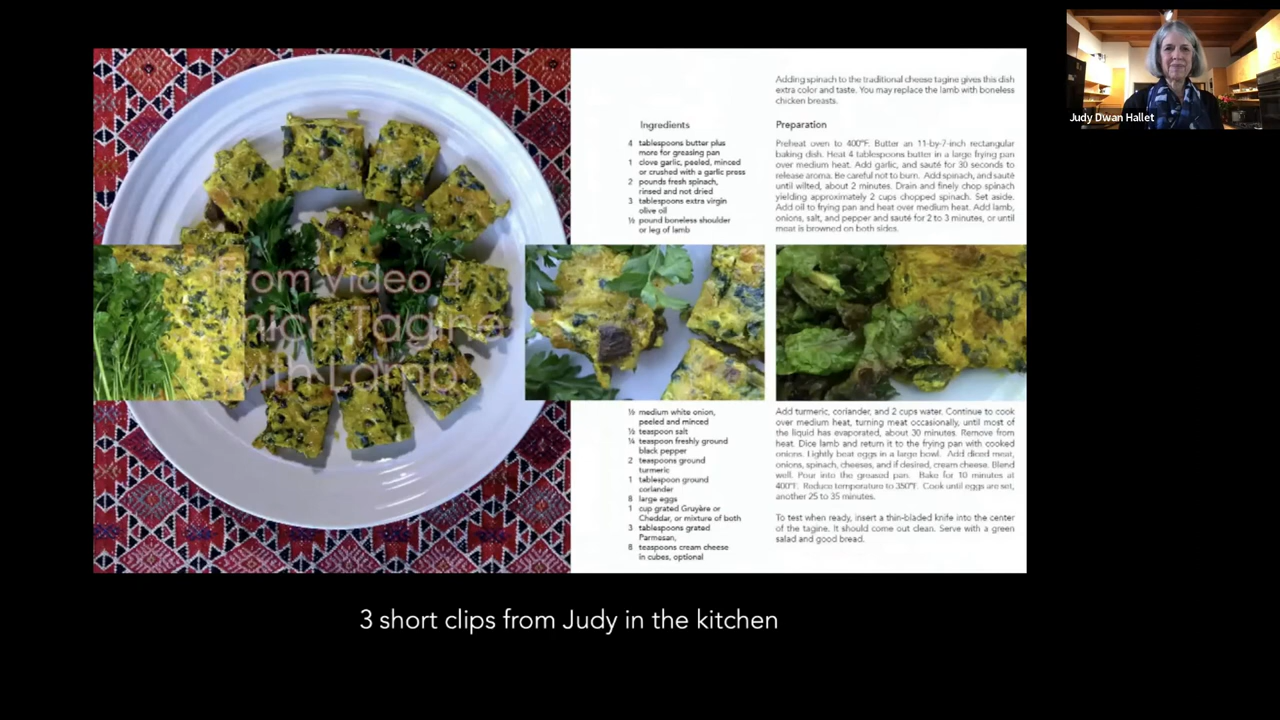 Judy Dwan Hallet
Adding spinach to the traditional cheese tagine gives this dish
extra color and taste. You may replace the lamb with boneless
chicken breasts.
Ingredients
4 tablespoons butter plus
more for greasing pan
1 clove garlic, peeled, minced
or crushed with a garlic press
2 pounds fresh spinach,
rinsed and not dried
3 tablespoons extra virgin
olive oil
½ pound boneless shoulder
or leg of lamb
Preparation
Preheat oven to 400°F. Butter an 11-by-7-inch rectangular
baking dish. Heat 4 tablespoons butter in a large frying pan
over medium heat. Add garlic, and sauté for 30 seconds to
release aroma. Be careful not to burn. Add spinach, and sauté
until wilted, about 2 minutes. Drain and finely chop spinach
yielding approximately 2 cups chopped spinach. Set aside.
Add oil to frying pan and heat over medium heat. Add lamb,
onions, salt, and pepper and sauté for 2 to 3 minutes, or until
meat is browned on both sides.
From Video 4
Tagine
with Lamb
½ medium white onion,
peeled and minced
½ teaspoon salt
¼ teaspoon freshly ground
black pepper
2 teaspoons ground
turmeric
1 tablespoon ground
coriander
8 large eggs
1 cup grated Gruyère or
Cheddar, or mixture of both
3 tablespoons grated
Parmesan,
8 teaspoons cream cheese
in cubes, optional
Add turmeric, coriander, and 2 cups water. Continue to cook
over medium heat, turning meat occasionally, until most of
the liquid has evaporated, about 30 minutes. Remove from
heat. Dice lamb and return it to the frying pan with cooked
onions. Lightly beat eggs in a large bowl. Add diced meat,
onions, spinach, cheeses, and if desired, cream cheese. Blend
well. Pour into the greased pan. Bake for 10 minutes at
400°F. Reduce temperature to 350°F. Cook until eggs are set,
another 25 to 35 minutes.
To test when ready, insert a thin-bladed knife into the center
of the tagine. It should come out clean. Serve with a green
salad and good bread.
3 short clips from Judy in the kitchen